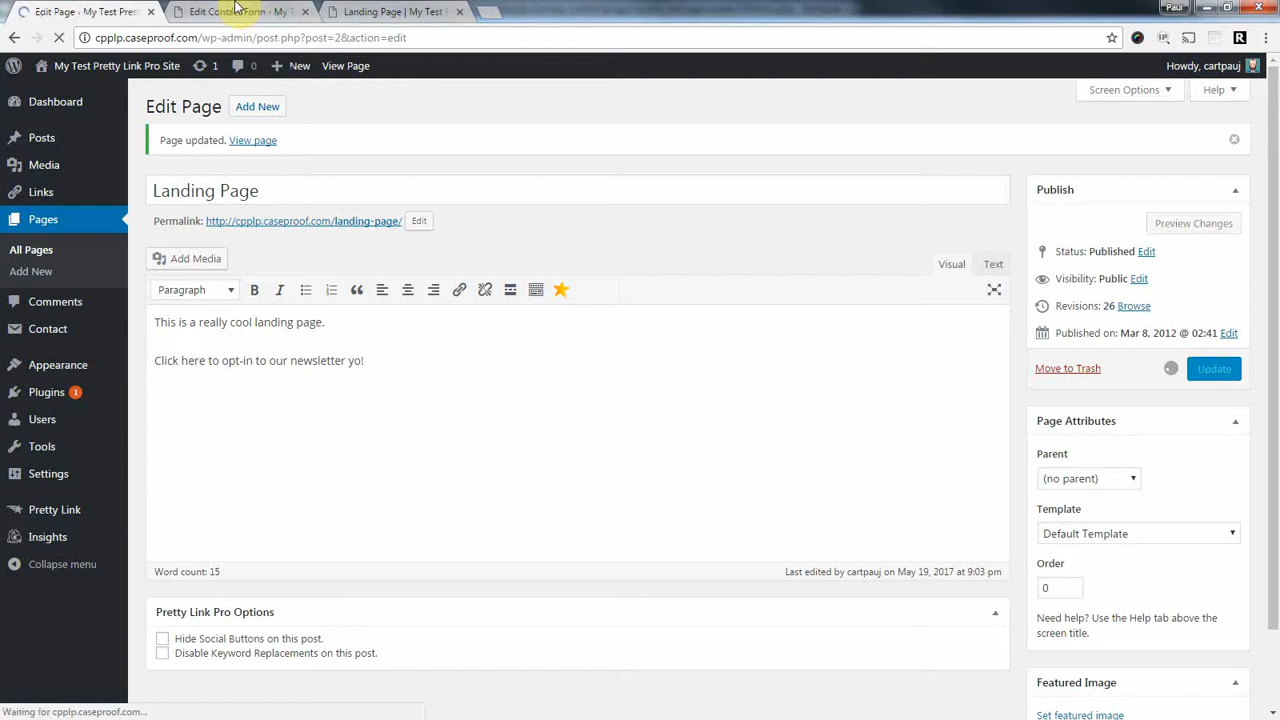 Edit Page - My Test Prett
Edit Contact Form - My T
Landing Page | My Test
Paul
cpplp.caseproof.com/wp-admin/post.php?post=2&action=edit
My Test Pretty Link Pro Site
1
0
New
View Page
Howdy, cartpauj
Dashboard
Posts
Media
Links
Pages
All Pages
Add New
Comments
Contact
Appearance
Plugins 1
Users
Tools
Settings
Pretty Link
Insights
Collapse menu
Screen Options
Help
Edit Page
Add New
Page updated. View page
Landing Page
Permalink: http://cpplp.caseproof.com/landing-page/ Edit
Add Media
Visual
Text
Paragraph
This is a really cool landing page.
Click here to opt-in to our newsletter yo!
Word count: 15
Last edited by cartpauj on May 19, 2017 at 9:03 pm
Pretty Link Pro Options
Hide Social Buttons on this post.
Disable Keyword Replacements on this post.
Publish
Preview Changes
Status: Published Edit
Visibility: Public Edit
Revisions: 26 Browse
Published on: Mar 8, 2012 @ 02:41 Edit
Move to Trash
Update
Page Attributes
Parent
(no parent)
Template
Default Template
Order
0
Need help? Use the Help tab above the
screen title.
Featured Image
Set featured image
Waiting for cpplp.caseproof.com...